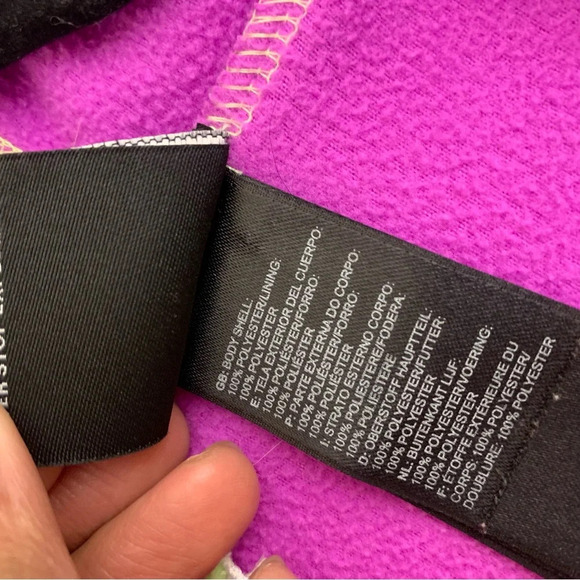 GB: BODY SHELL:
100% POLYESTER/LINING:
100% POLYESTER
E: TELA EXTERIOR DEL CUERPO:
100% POLIÉSTER/FORRO:
100% POLIÉSTER
P: PARTE EXTERNA DO CORPO:
100% POLIÉSTER/FORRO:
100% POLIÉSTER
I: STRATO ESTERNO CORPO:
100% POLIESTERE/FODERA:
100% POLIESTERE
D: OBERSTOFF HAUPTTEIL:
100% POLYESTER/FUTTER:
100% POLYESTER
NL: BUITENKANT LIJF:
100% POLYESTER/VOERING:
100% POLYESTER
F: ÉTOFFE EXTÉRIEURE DU
CORPS: 100% POLYESTER/
DOUBLURE: 100% POLYESTER
STOP